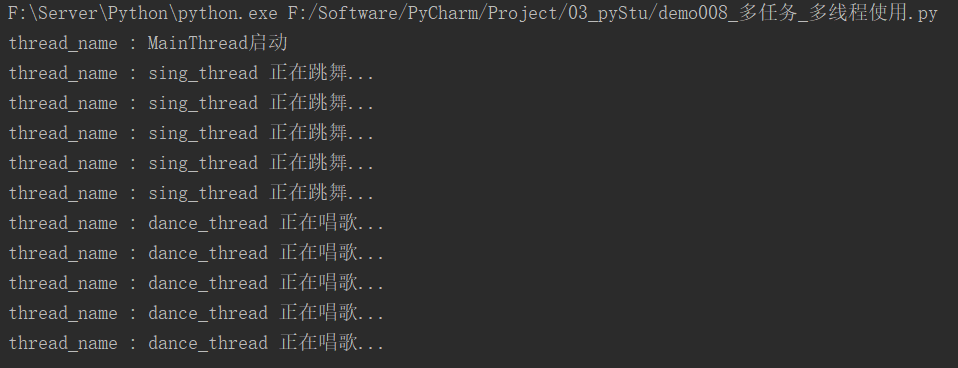 F:\Server\Python\python.exe F:/Software/PyCharm/Project/03_pyStu/demo008_多任务_多线程使用.py
thread_name : MainThread启动
thread_name : sing_thread 正在跳舞...
thread_name : sing_thread 正在跳舞...
thread_name : sing_thread 正在跳舞...
thread_name : sing_thread 正在跳舞...
thread_name : sing_thread 正在跳舞...
thread_name : dance_thread 正在唱歌...
thread_name : dance_thread 正在唱歌...
thread_name : dance_thread 正在唱歌...
thread_name : dance_thread 正在唱歌...
thread_name : dance_thread 正在唱歌...